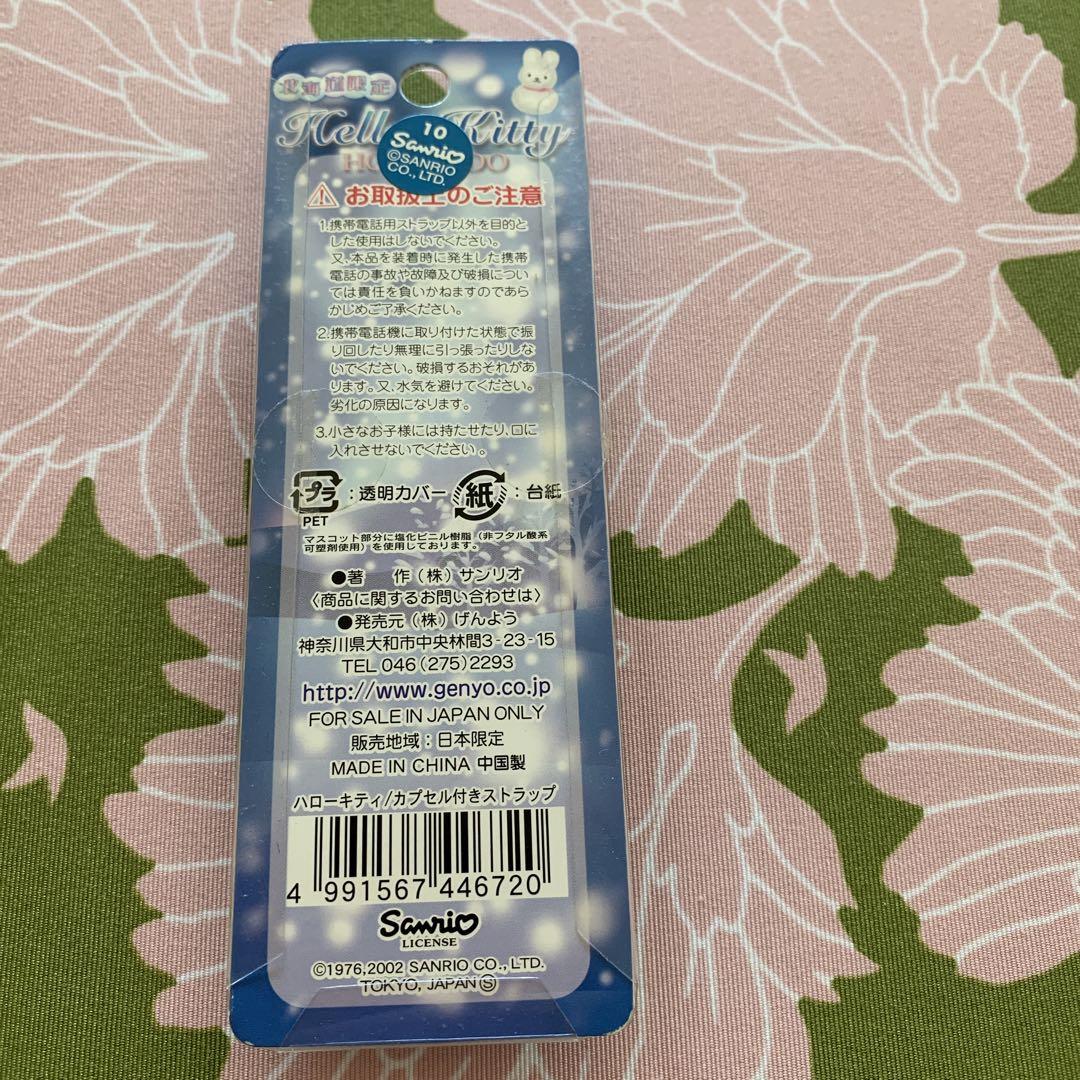 北海道限定
Hello Kitty
10
Sanrio
©SANRIO
CO., LTD.
お取扱上のご注意
1.携帯電話用ストラップ以外を目的と
した使用はしないでください。
又、本品を装着時に発生した携帯
電話の事故や故障及び破損につい
ては責任を負いかねますのであら
かじめご了承ください。
2.携帯電話機に取り付けた状態で振
り回したり無理に引っ張ったりしな
いでください。破損するおそれがあ
ります。又、水気を避けてください。
劣化の原因になります。
3.小さなお子様には持たせたり、口に
入れさせないでください。
プラ：透明カバー 紙：台紙
PET
マスコット部分に塩化ビニル樹脂（非フタル酸系
可塑剤使用）を使用しております。
●著　作（株）サンリオ
〈商品に関するお問い合わせは〉
●発売元（株）げんよう
神奈川県大和市中央林間3-23-15
TEL 046(275)2293
http://www.genyo.co.jp
FOR SALE IN JAPAN ONLY
販売地域：日本限定
MADE IN CHINA 中国製
ハローキティ/カプセル付きストラップ
4 991567 446720
Sanrio
LICENSE
©1976,2002 SANRIO CO., LTD.
TOKYO, JAPAN Ⓢ